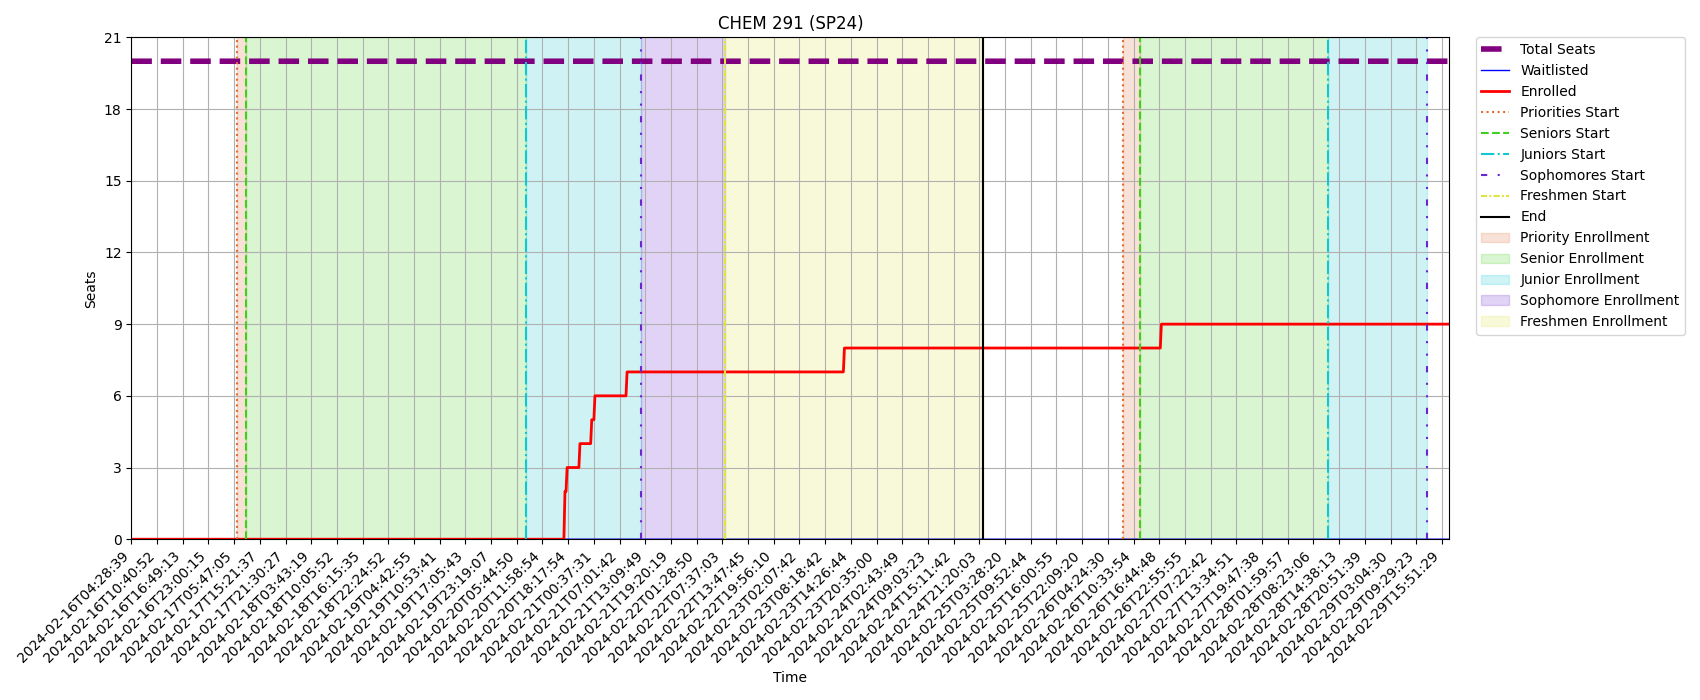 CHEM 291 (SP24)
21
18
15
12
9
6
3
0
Seats
2024-02-16T04:28:39
2024-02-16T10:40:52
2024-02-16T16:49:13
2024-02-16T23:00:15
2024-02-17T05:47:05
2024-02-17T15:21:37
2024-02-17T21:30:27
2024-02-18T03:43:19
2024-02-18T10:05:52
2024-02-18T16:15:35
2024-02-18T22:24:52
2024-02-19T04:42:55
2024-02-19T10:53:41
2024-02-19T17:05:43
2024-02-19T23:19:07
2024-02-20T05:44:50
2024-02-20T11:58:54
2024-02-20T18:17:54
2024-02-21T00:37:31
2024-02-21T07:01:42
2024-02-21T13:09:49
2024-02-21T19:20:19
2024-02-22T01:28:50
2024-02-22T07:37:03
2024-02-22T13:47:45
2024-02-22T19:56:10
2024-02-23T02:07:42
2024-02-23T08:18:42
2024-02-23T14:26:44
2024-02-23T20:35:00
2024-02-24T02:43:49
2024-02-24T09:03:23
2024-02-24T15:11:42
2024-02-24T21:20:03
2024-02-25T03:28:20
2024-02-25T09:52:44
2024-02-25T16:00:55
2024-02-25T22:09:20
2024-02-26T04:24:30
2024-02-26T10:33:54
2024-02-26T16:44:48
2024-02-26T22:55:55
2024-02-27T07:22:42
2024-02-27T13:34:51
2024-02-27T19:47:38
2024-02-28T01:59:57
2024-02-28T08:23:06
2024-02-28T14:38:13
2024-02-28T20:51:39
2024-02-29T03:04:30
2024-02-29T09:29:23
2024-02-29T15:51:29
Time
Total Seats
Waitlisted
Enrolled
Priorities Start
Seniors Start
Juniors Start
Sophomores Start
Freshmen Start
End
Priority Enrollment
Senior Enrollment
Junior Enrollment
Sophomore Enrollment
Freshmen Enrollment